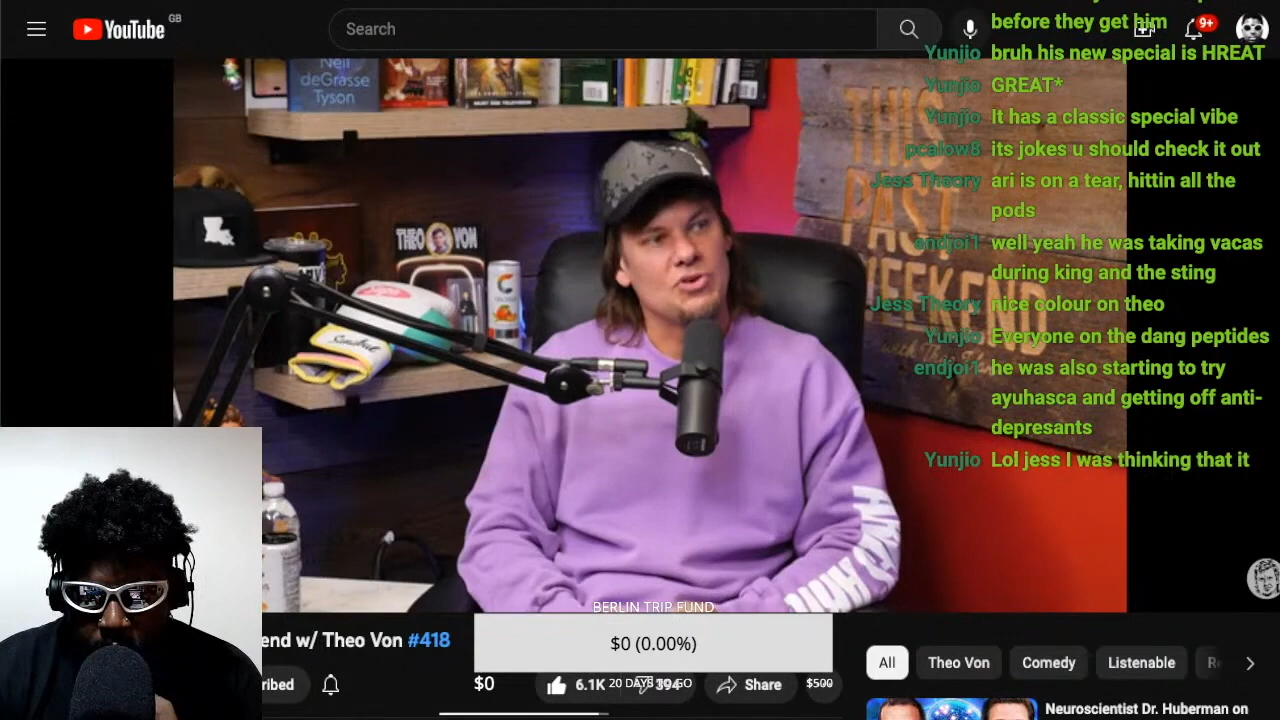 YouTube GB
Search
9+
before they get him
Yunjio bruh his new special is HREAT
Yunjio GREAT*
Yunjio It has a classic special vibe
pcalow8 its jokes u should check it out
Jess Theory ari is on a tear, hittin all the
pods
endjoi1 well yeah he was taking vacas
during king and the sting
Jess Theory nice colour on theo
Yunjio Everyone on the dang peptides
endjoi1 he was also starting to try
ayuhasca and getting off anti-
depresants
Yunjio Lol jess I was thinking that it
Neil
deGrasse
Tyson
THIS
PAST
WEEKEND
THEO VON
BERLIN TRIP FUND
$0 (0.00%)
end w/ Theo Von #418
ribed
$0
6.1K
20 DAYS TO GO
394
Share
$500
All
Theo Von
Comedy
Listenable
Neuroscientist Dr. Huberman on